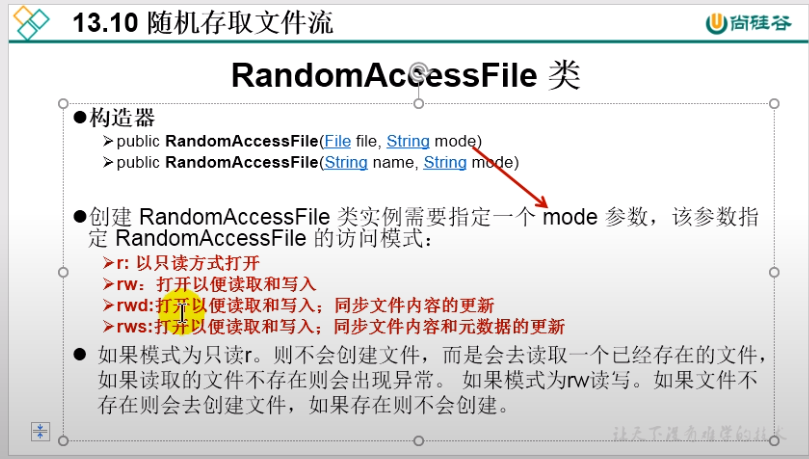 13.10 随机存取文件流
尚硅谷
RandomAccessFile 类
●构造器
➢public RandomAccessFile(File file, String mode)
➢public RandomAccessFile(String name, String mode)
●创建 RandomAccessFile 类实例需要指定一个 mode 参数，该参数指
定 RandomAccessFile 的访问模式：
➢r: 以只读方式打开
➢rw：打开以便读取和写入
➢rwd:打开以便读取和写入；同步文件内容的更新
➢rws:打开以便读取和写入；同步文件内容和元数据的更新
● 如果模式为只读r。则不会创建文件，而是会去读取一个已经存在的文件，
如果读取的文件不存在则会出现异常。 如果模式为rw读写。如果文件不
存在则会去创建文件，如果存在则不会创建。
让天下没有难学的技术